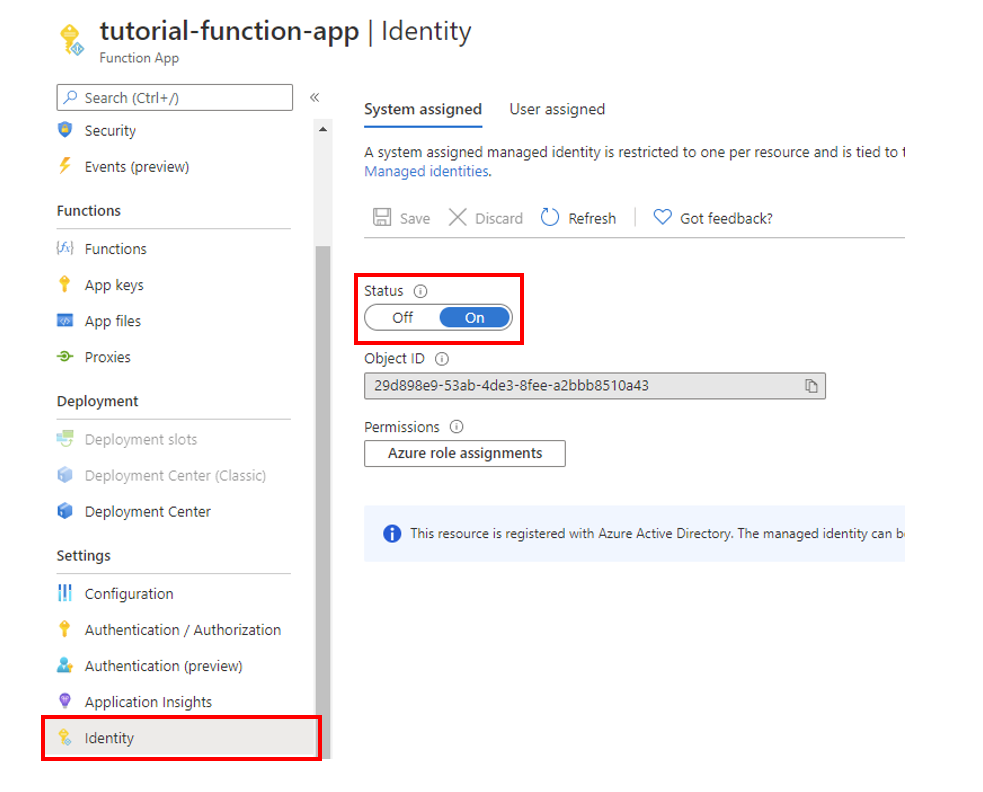 tutorial-function-app | Identity
Function App
Search (Ctrl+/)
«
Security
Events (preview)
Functions
Functions
App keys
App files
Proxies
Deployment
Deployment slots
Deployment Center (Classic)
Deployment Center
Settings
Configuration
Authentication / Authorization
Authentication (preview)
Application Insights
Identity
System assigned User assigned
A system assigned managed identity is restricted to one per resource and is tied to t
Managed identities.
Save Discard Refresh Got feedback?
Status
Off On
Object ID
29d898e9-53ab-4de3-8fee-a2bbb8510a43
Permissions
Azure role assignments
This resource is registered with Azure Active Directory. The managed identity can be